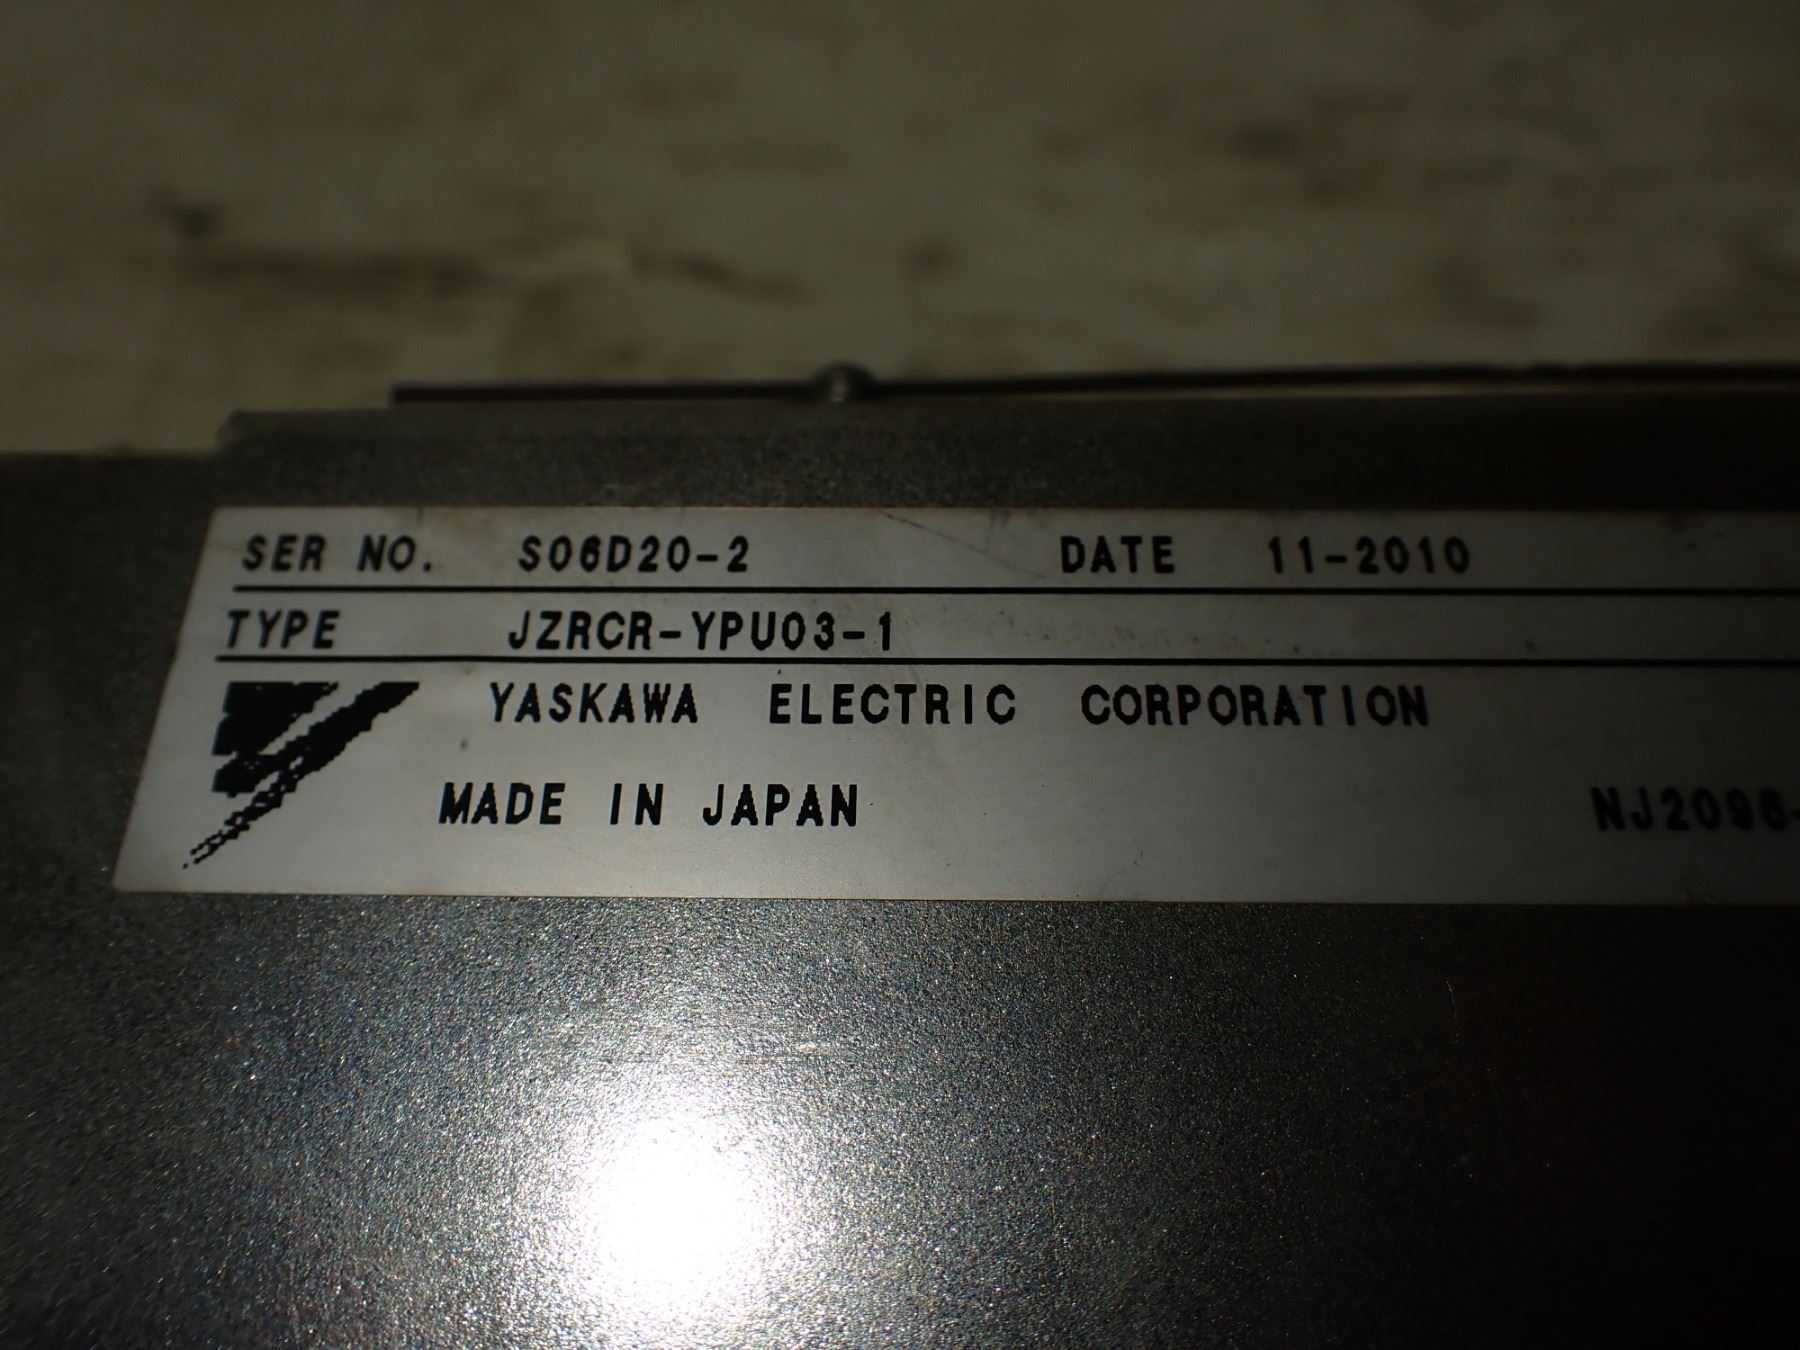 SER NO. S06D20-2 DATE 11-2010
TYPE JZRCR-YPU03-1
YASKAWA ELECTRIC CORPORATION
MADE IN JAPAN